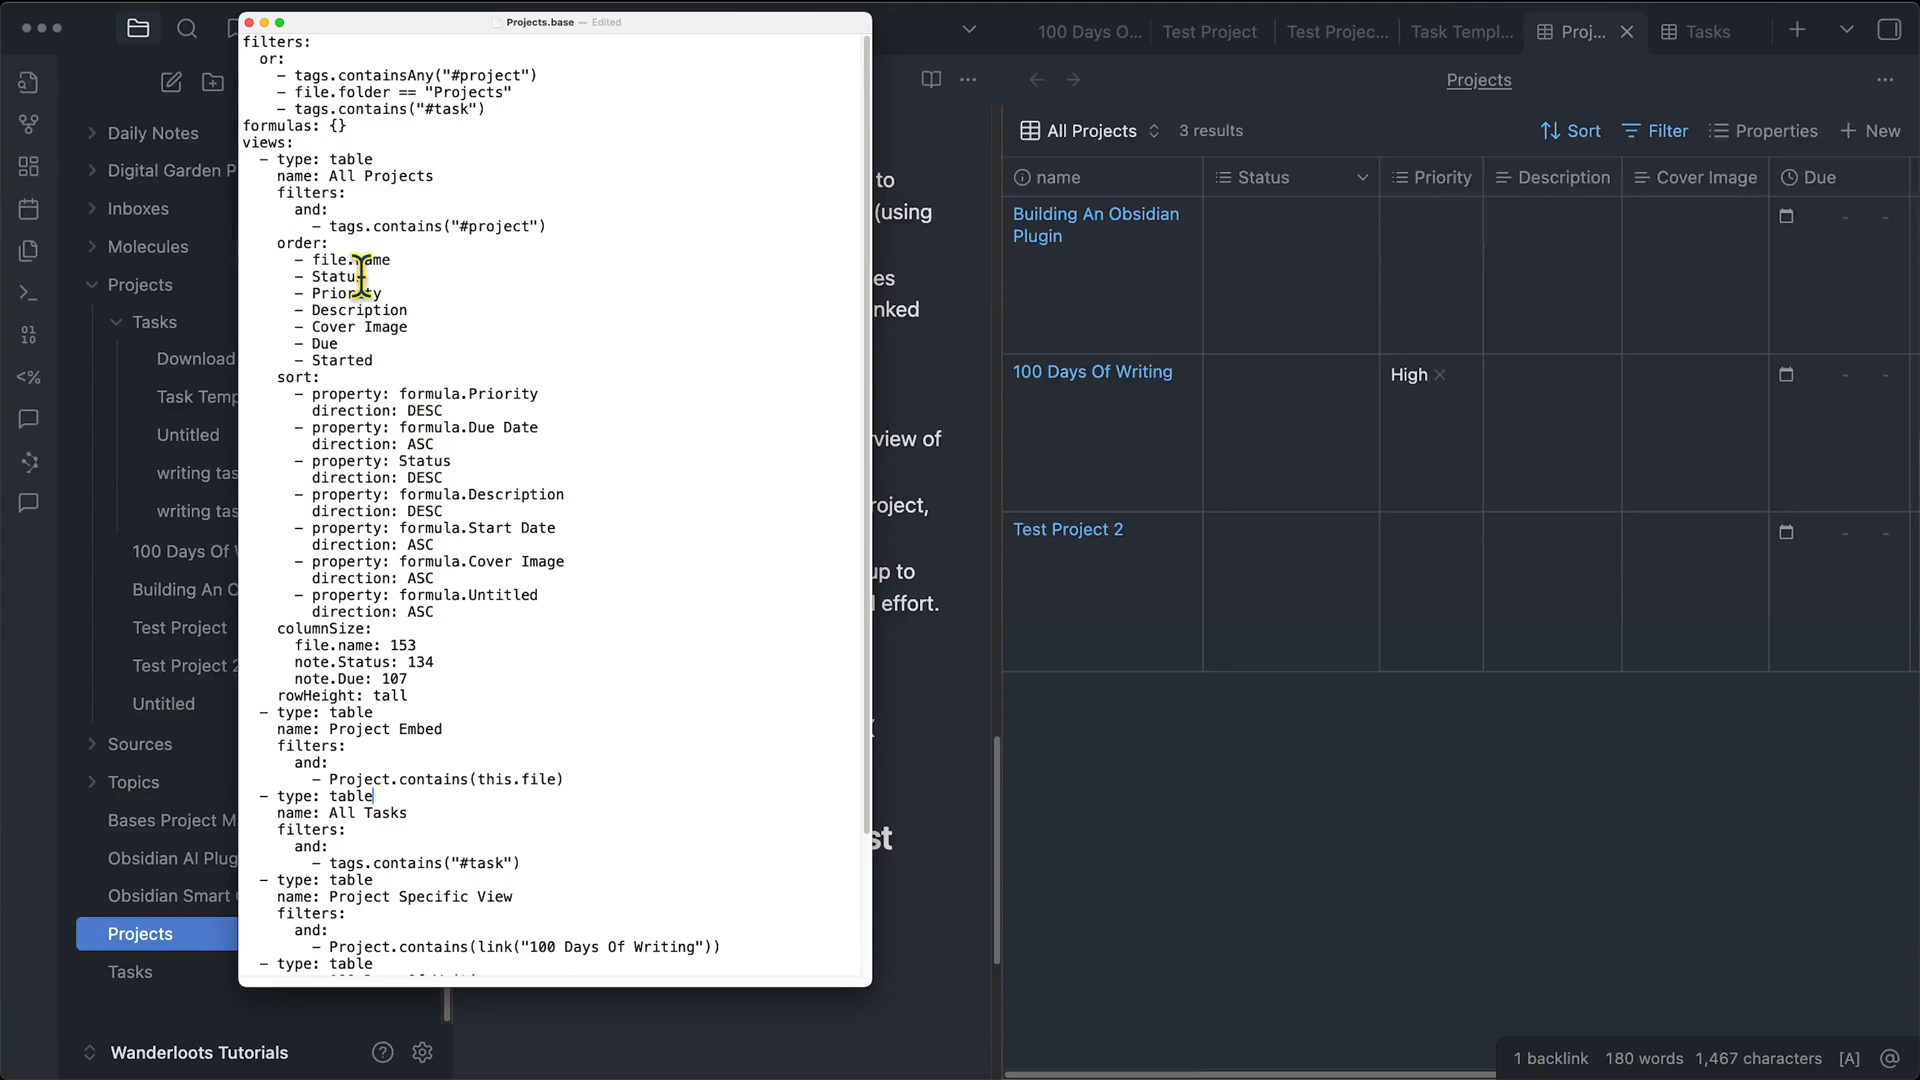 Projects.base — Edited
filters:
or:
- tags.containsAny("#project")
- file.folder == "Projects"
- tags.contains("#task")
formulas: {}
views:
- type: table
name: All Projects
filters:
and:
- tags.contains("#project")
order:
- file.name
- Status
- Priority
- Description
- Cover Image
- Due
- Started
sort:
- property: formula.Priority
direction: DESC
- property: formula.Due Date
direction: ASC
- property: Status
direction: DESC
- property: formula.Description
direction: DESC
- property: formula.Start Date
direction: ASC
- property: formula.Cover Image
direction: ASC
- property: formula.Untitled
direction: ASC
columnSize:
file.name: 153
note.Status: 134
note.Due: 107
rowHeight: tall
- type: table
name: Project Embed
filters:
and:
- Project.contains(this.file)
- type: table
name: All Tasks
filters:
and:
- tags.contains("#task")
- type: table
name: Project Specific View
filters:
and:
- Project.contains(link("100 Days Of Writing"))
- type: table
Daily Notes
Digital Garden P
Inboxes
Molecules
Projects
Tasks
Download
Task Temp
Untitled
writing tas
writing tas
100 Days Of
Building An O
Test Project
Test Project 2
Untitled
Sources
Topics
Bases Project M
Obsidian AI Plug
Obsidian Smart
Projects
Tasks
Wanderloots Tutorials
to
(using
es
nked
view of
roject,
up to
effort.
st
100 Days O...
Test Project
Test Projec...
Task Templ...
Proj...
Tasks
Projects
All Projects
3 results
Sort
Filter
Properties
New
name
Status
Priority
Description
Cover Image
Due
Building An Obsidian
Plugin
100 Days Of Writing
High
Test Project 2
1 backlink
180 words
1,467 characters
[A]
@